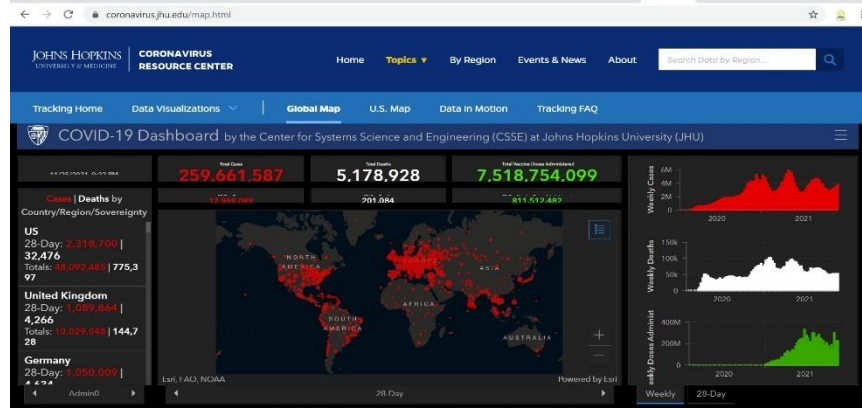 coronavirus.jhu.edu/map.html
JOHNS HOPKINS
UNIVERSITY & MEDICINE
CORONAVIRUS
RESOURCE CENTER
Home Topics ▾ By Region Events & News About
Search Data by Region...
Tracking Home Data Visualizations Global Map U.S. Map Data in Motion Tracking FAQ
COVID-19 Dashboard by the Center for Systems Science and Engineering (CSSE) at Johns Hopkins University (JHU)
Cases | Deaths by
Country/Region/Sovereignty
US
28-Day: 2,318,700 |
32,476
Totals: 48,092,485 | 775,3
97
United Kingdom
28-Day: 1,089,864 |
4,266
Totals: 10,029,048 | 144,7
28
Germany
28-Day: 1,050,009 |
Admin0
Total Cases
259,661,587
Total Deaths
5,178,928
201,084
Total Vaccine Doses Administered
7,518,754,099
811,512,482
NORTH
AMERICA
ASIA
AFRICA
SOUTH
AMERICA
AUSTRALIA
Esri, FAO, NOAA
Powered by Esri
28-Day
Weekly Cases
6M
4M
2M
0
2020 2021
Weekly Deaths
150k
100k
50k
0
2020 2021
400M
200M
0
2020 2021
Weekly 28-Day